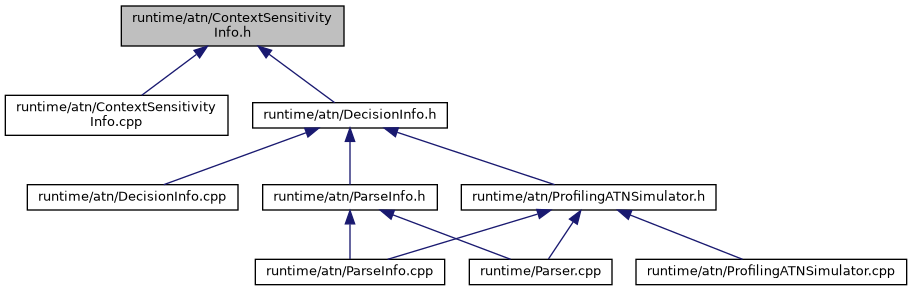 runtime/atn/ContextSensitivity
Info.h
runtime/atn/ContextSensitivity
Info.cpp
runtime/atn/DecisionInfo.h
runtime/atn/DecisionInfo.cpp
runtime/atn/ParseInfo.h
runtime/atn/ProfilingATNSimulator.h
runtime/atn/ParseInfo.cpp
runtime/Parser.cpp
runtime/atn/ProfilingATNSimulator.cpp